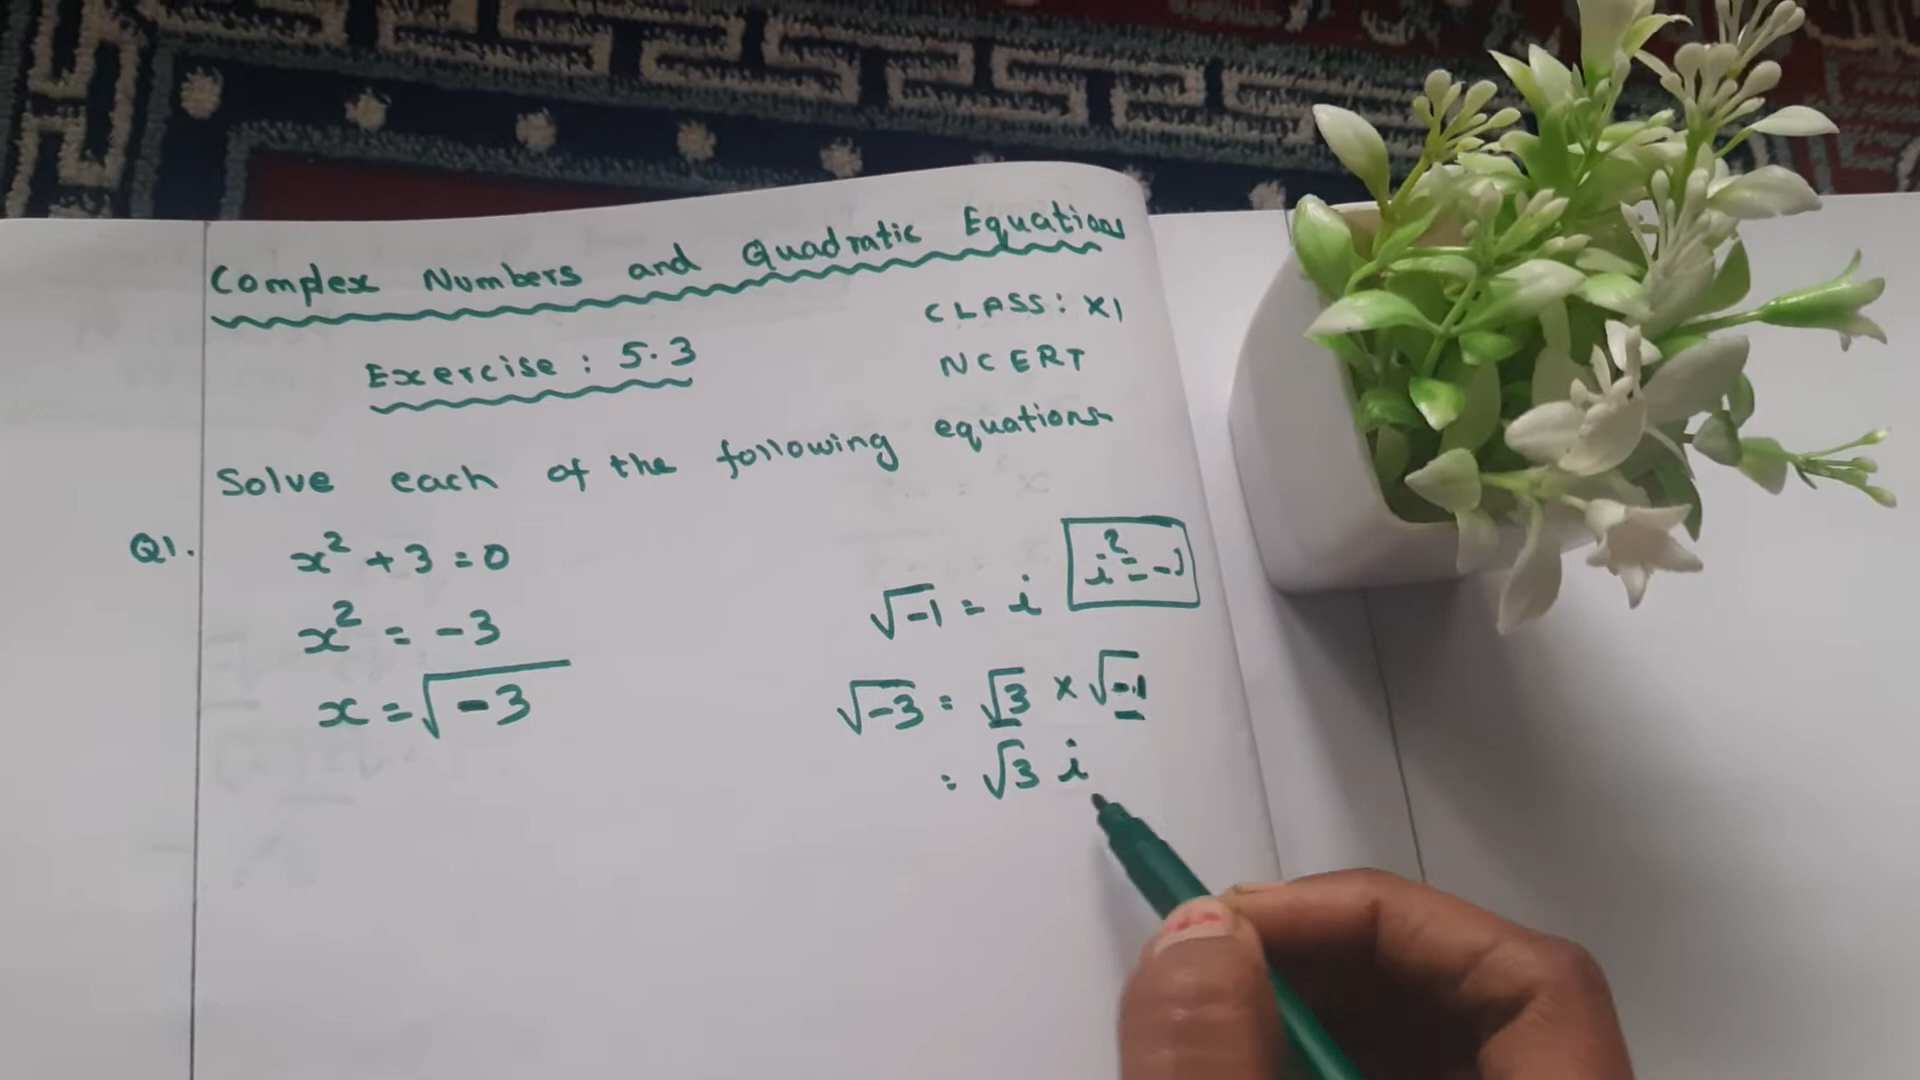 Complex Numbers and Quadratic Equations
CLASS: XI
Exercise : 5.3
NCERT
Solve each of the following equations
Q1. x² + 3 = 0
x² = -3
x = √-3
√-1 = i
i² = -1
√-3 = √3 × √-1
= √3 i